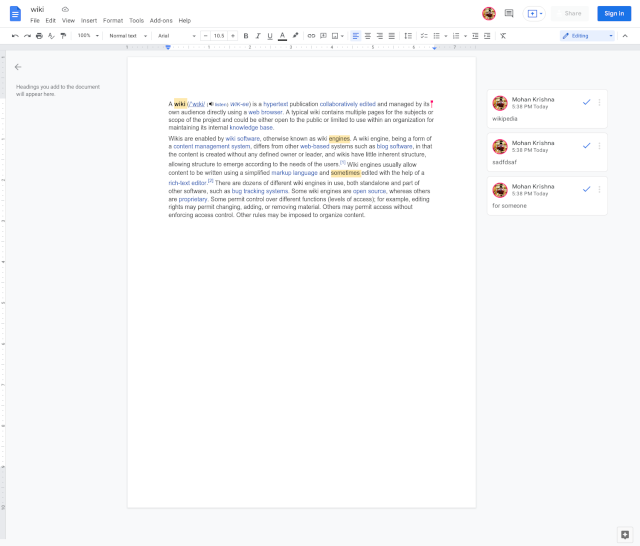 wiki
File Edit View Insert Format Tools Add-ons Help
Share
Sign in
100% Normal text Arial 10.5 Editing
Headings you add to the document
will appear here.
A wiki (/ˈwɪki/ (listen) WIK-ee) is a hypertext publication collaboratively edited and managed by its
own audience directly using a web browser. A typical wiki contains multiple pages for the subjects or
scope of the project and could be either open to the public or limited to use within an organization for
maintaining its internal knowledge base.
Wikis are enabled by wiki software, otherwise known as wiki engines. A wiki engine, being a form of
a content management system, differs from other web-based systems such as blog software, in that
the content is created without any defined owner or leader, and wikis have little inherent structure,
allowing structure to emerge according to the needs of the users.[1] Wiki engines usually allow
content to be written using a simplified markup language and sometimes edited with the help of a
rich-text editor.[2] There are dozens of different wiki engines in use, both standalone and part of
other software, such as bug tracking systems. Some wiki engines are open source, whereas others
are proprietary. Some permit control over different functions (levels of access); for example, editing
rights may permit changing, adding, or removing material. Others may permit access without
enforcing access control. Other rules may be imposed to organize content.
Mohan Krishna
5:38 PM Today
wikipedia
Mohan Krishna
5:38 PM Today
sadfdsaf
Mohan Krishna
5:38 PM Today
for someone